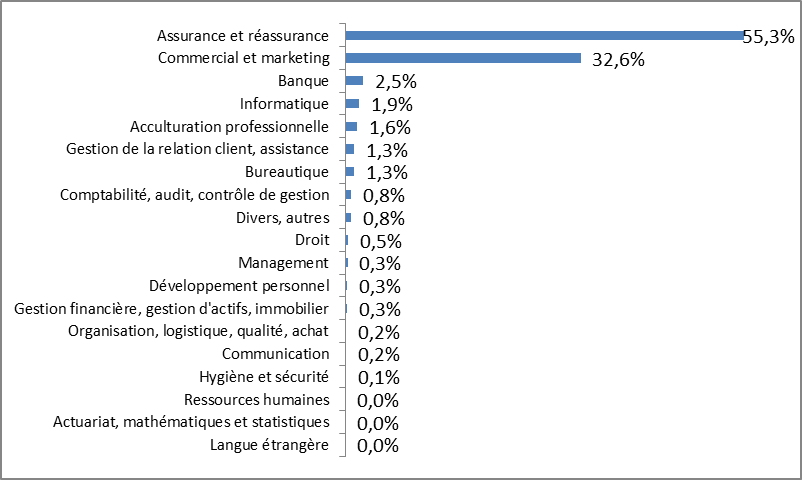 Assurance et réassurance 55,3%
Commercial et marketing 32,6%
Banque 2,5%
Informatique 1,9%
Acculturation professionnelle 1,6%
Gestion de la relation client, assistance 1,3%
Bureautique 1,3%
Comptabilité, audit, contrôle de gestion 0,8%
Divers, autres 0,8%
Droit 0,5%
Management 0,3%
Développement personnel 0,3%
Gestion financière, gestion d'actifs, immobilier 0,3%
Organisation, logistique, qualité, achat 0,2%
Communication 0,2%
Hygiène et sécurité 0,1%
Ressources humaines 0,0%
Actuariat, mathématiques et statistiques 0,0%
Langue étrangère 0,0%